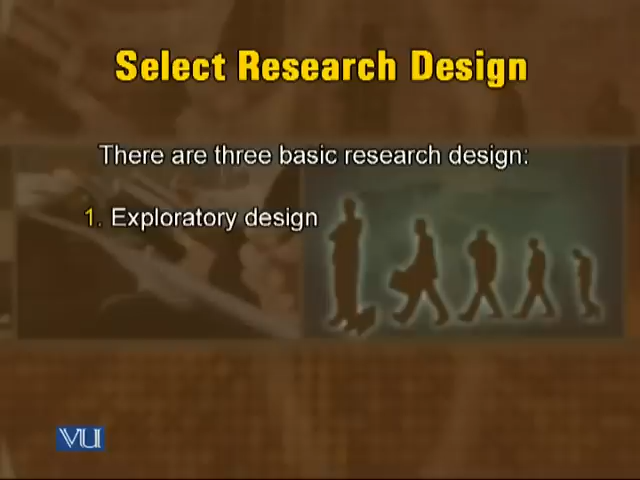 Select Research Design
There are three basic research design:
1. Exploratory design
VU